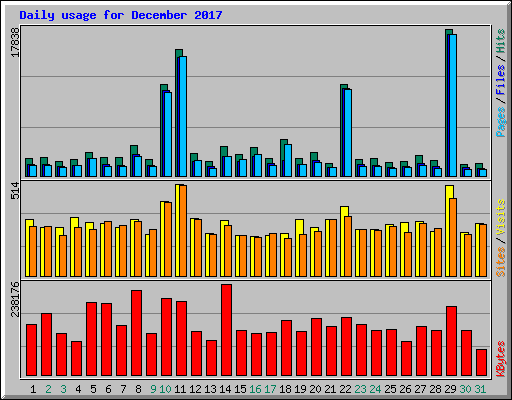 Daily usage for December 2017
17838
Pages / Files / Hits
514
Sites / Visits
238176
KBytes
1 2 3 4 5 6 7 8 9 10 11 12 13 14 15 16 17 18 19 20 21 22 23 24 25 26 27 28 29 30 31